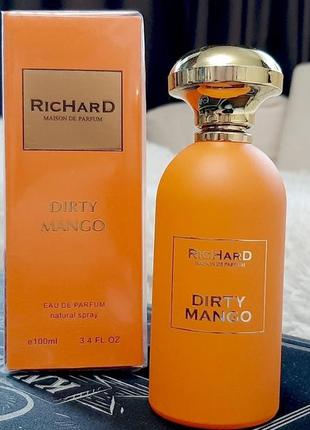 RICHARD
MAISON DE PARFUM
DIRTY
MANGO
EAU DE PARFUM
natural spray
e100ml 3.4 FL.OZ
RICHARD
MAISON DE PARFUM
DIRTY
MANGO